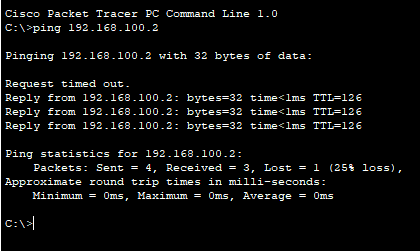 Cisco Packet Tracer PC Command Line 1.0
C:\>ping 192.168.100.2
Pinging 192.168.100.2 with 32 bytes of data:
Request timed out.
Reply from 192.168.100.2: bytes=32 time<1ms TTL=126
Reply from 192.168.100.2: bytes=32 time<1ms TTL=126
Reply from 192.168.100.2: bytes=32 time<1ms TTL=126
Ping statistics for 192.168.100.2:
Packets: Sent = 4, Received = 3, Lost = 1 (25% loss),
Approximate round trip times in milli-seconds:
Minimum = 0ms, Maximum = 0ms, Average = 0ms
C:\>